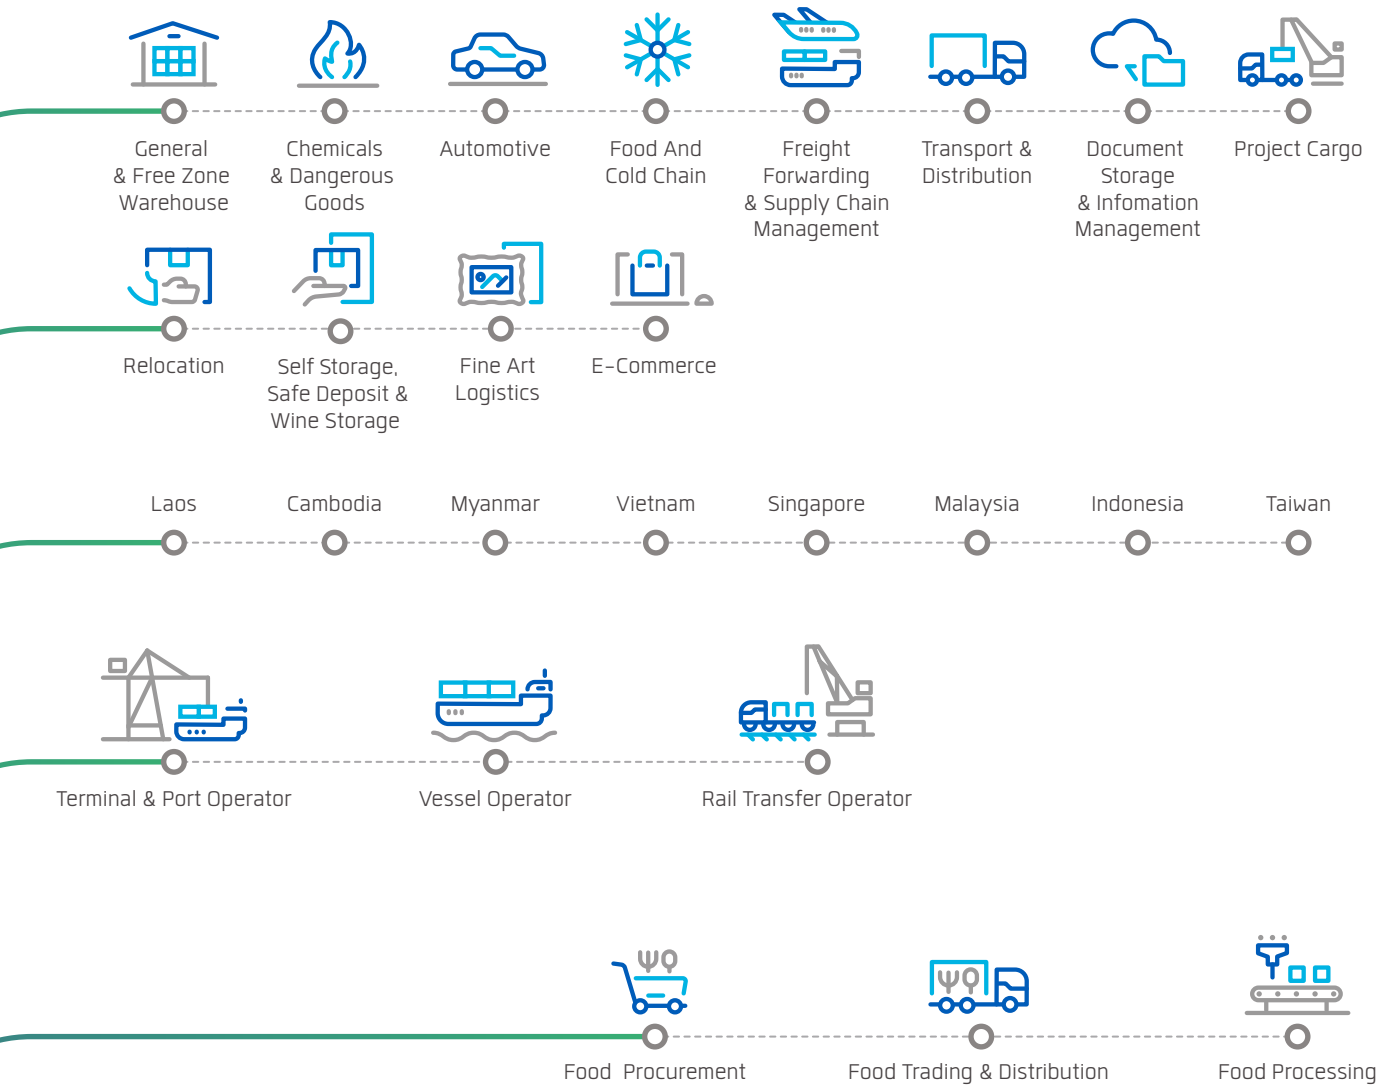 General
& Free Zone
Warehouse
Chemicals
& Dangerous
Goods
Automotive
Food And
Cold Chain
Freight
Forwarding
& Supply Chain
Management
Transport &
Distribution
Document
Storage
& Infomation
Management
Project Cargo
Relocation
Self Storage,
Safe Deposit &
Wine Storage
Fine Art
Logistics
E-Commerce
Laos
Cambodia
Myanmar
Vietnam
Singapore
Malaysia
Indonesia
Taiwan
Terminal & Port Operator
Vessel Operator
Rail Transfer Operator
Food Procurement
Food Trading & Distribution
Food Processing